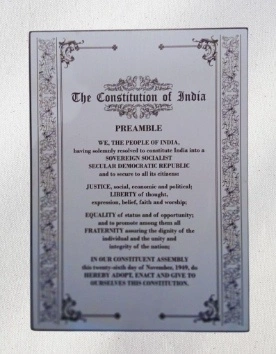 The Constitution of India
PREAMBLE
WE, THE PEOPLE OF INDIA,
having solemnly resolved to constitute India into a
SOVEREIGN SOCIALIST
SECULAR DEMOCRATIC REPUBLIC
and to secure to all its citizens:
JUSTICE, social, economic and political;
LIBERTY of thought,
expression, belief, faith and worship;
EQUALITY of status and of opportunity;
and to promote among them all
FRATERNITY assuring the dignity of the
individual and the unity and
integrity of the nation;
IN OUR CONSTITUENT ASSEMBLY
this twenty-sixth day of November, 1949, do
HEREBY ADOPT, ENACT AND GIVE TO
OURSELVES THIS CONSTITUTION.